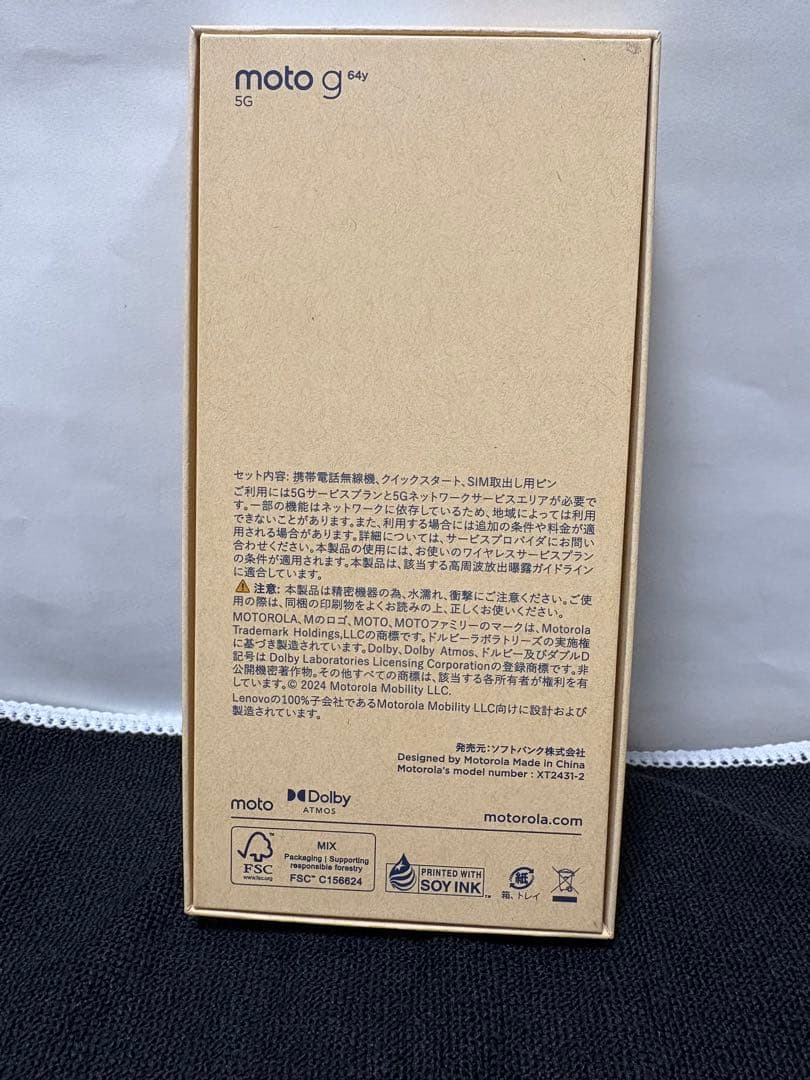 moto g 64y
5G
セット内容: 携帯電話無線機、クイックスタート、SIM取出し用ピン
ご利用には5Gサービスプランと5Gネットワークサービスエリアが必要で
す。一部の機能はネットワークに依存しているため、地域によっては利用
できないことがあります。また、利用する場合には追加の条件や料金が適
用される場合があります。詳細については、サービスプロバイダにお問い
合わせください。本製品の使用には、お使いのワイヤレスサービスプラン
の条件が適用されます。本製品は、該当する高周波放出曝露ガイドライン
に適合しています。
注意: 本製品は精密機器の為、水濡れ、衝撃にご注意ください。ご使
用の際は、同梱の印刷物をよくお読みの上、正しくお使いください。
MOTOROLA、Mのロゴ、MOTO、MOTOファミリーのマークは、Motorola
Trademark Holdings,LLCの商標です。ドルビーラボラトリーズの実施権
に基づき製造されています。Dolby、Dolby Atmos、ドルビー及びダブルD
記号は Dolby Laboratories Licensing Corporationの登録商標です。非
公開機密著作物。その他すべての商標は、該当する各所有者が権利を有
しています。© 2024 Motorola Mobility LLC.
Lenovoの100%子会社であるMotorola Mobility LLC向けに設計および
製造されています。
発売元:ソフトバンク株式会社
Designed by Motorola Made in China
Motorola's model number : XT2431-2
moto
Dolby
ATMOS
motorola.com
FSC
www.fsc.org
MIX
Packaging | Supporting
responsible forestry
FSC™ C156624
PRINTED WITH
SOY INK™
紙
箱、トレイ